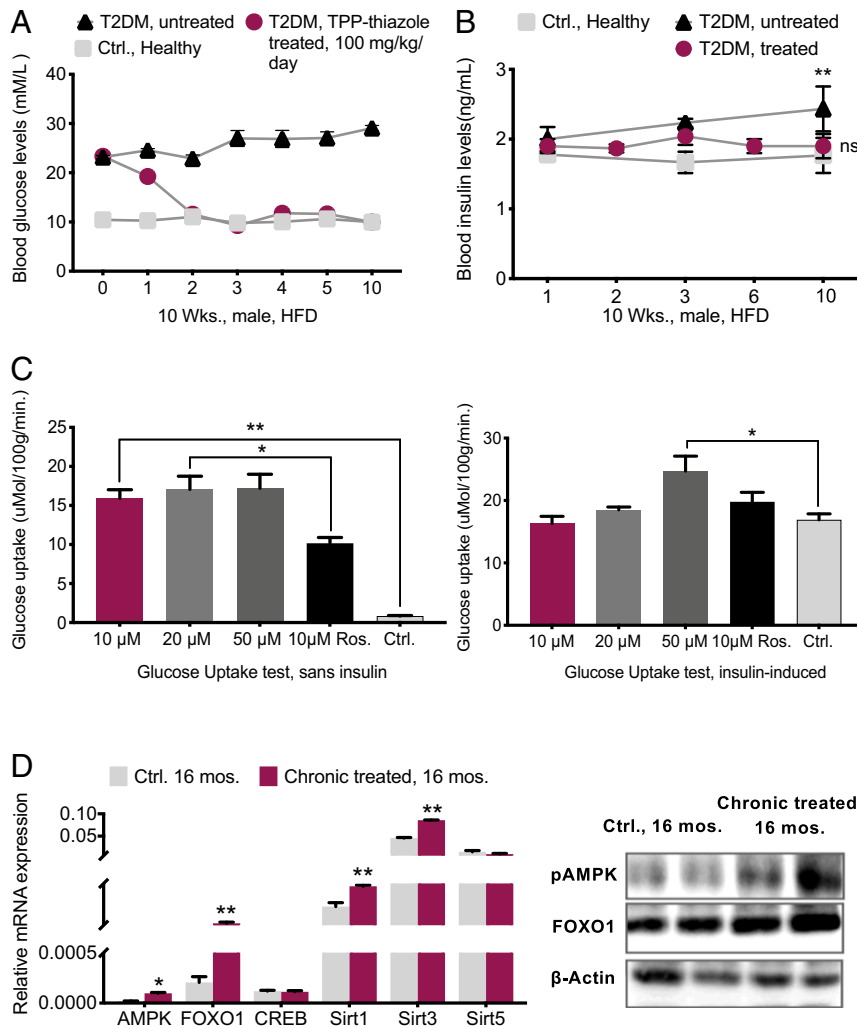 A
T2DM, untreated
Ctrl., Healthy
T2DM, TPP-thiazole
treated, 100 mg/kg/
day
Blood glucose levels (mM/L)
40
30
20
10
0
0 1 2 3 4 5 10
10 Wks., male, HFD
B
T2DM, untreated
Ctrl., Healthy
T2DM, treated
Blood insulin levels(ng/mL)
3
2
1
0
**
ns
1 2 3 6 10
10 Wks., male, HFD
C
Glucose uptake (uMol/100g/min.)
25
20
15
10
5
0
**
*
10 µM 20 µM 50 µM 10µM Ros. Ctrl.
Glucose Uptake test, sans insulin
Glucose uptake (uMol/100g/min.)
30
20
10
0
*
10 µM 20 µM 50 µM 10µM Ros. Ctrl.
Glucose Uptake test, insulin-induced
D
Ctrl. 16 mos.
Chronic treated, 16 mos.
Relative mRNA expression
0.10
0.05
0.0005
0.0000
*
**
**
**
AMPK FOXO1 CREB Sirt1 Sirt3 Sirt5
Chronic treated
Ctrl., 16 mos. 16 mos.
pAMPK
FOXO1
β-Actin